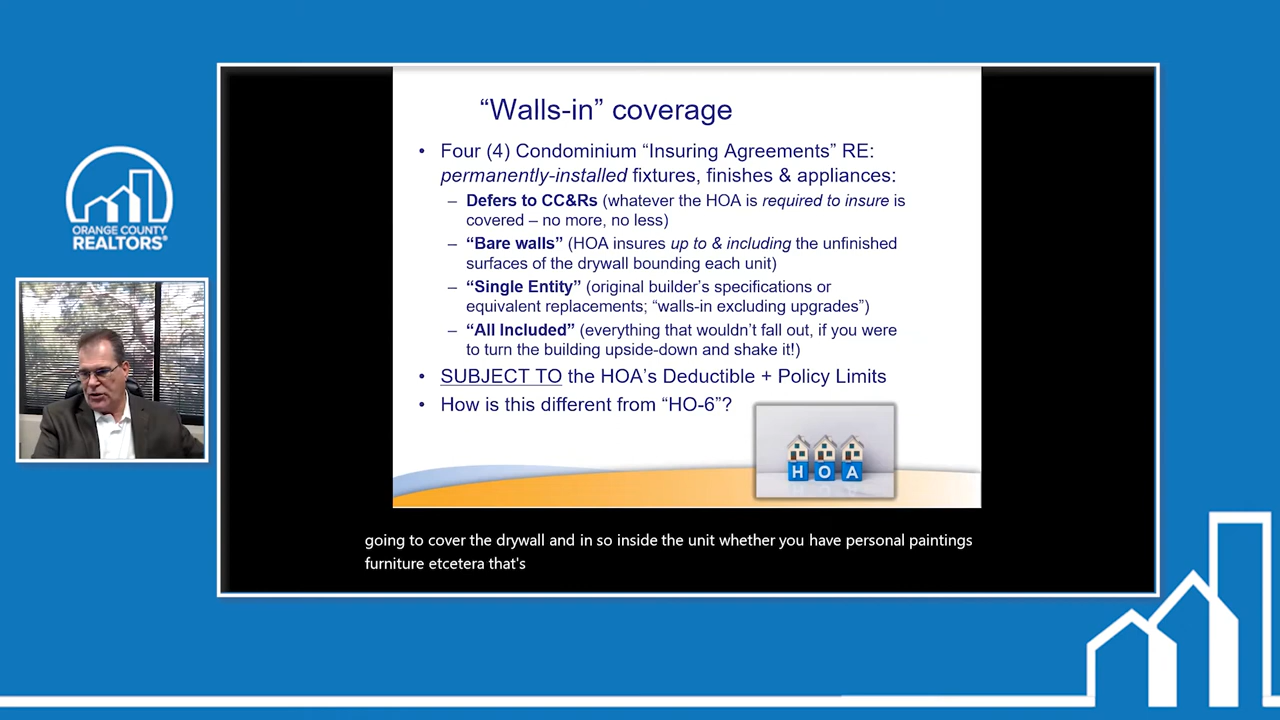 ORANGE COUNTY
REALTORS®
“Walls-in” coverage
• Four (4) Condominium “Insuring Agreements” RE:
permanently-installed fixtures, finishes & appliances:
– Defers to CC&Rs (whatever the HOA is required to insure is
covered – no more, no less)
– “Bare walls” (HOA insures up to & including the unfinished
surfaces of the drywall bounding each unit)
– “Single Entity” (original builder’s specifications or
equivalent replacements; “walls-in excluding upgrades”)
– “All Included” (everything that wouldn’t fall out, if you were
to turn the building upside-down and shake it!)
• SUBJECT TO the HOA’s Deductible + Policy Limits
• How is this different from “HO-6”?
H O A
going to cover the drywall and in so inside the unit whether you have personal paintings
furniture etcetera that's